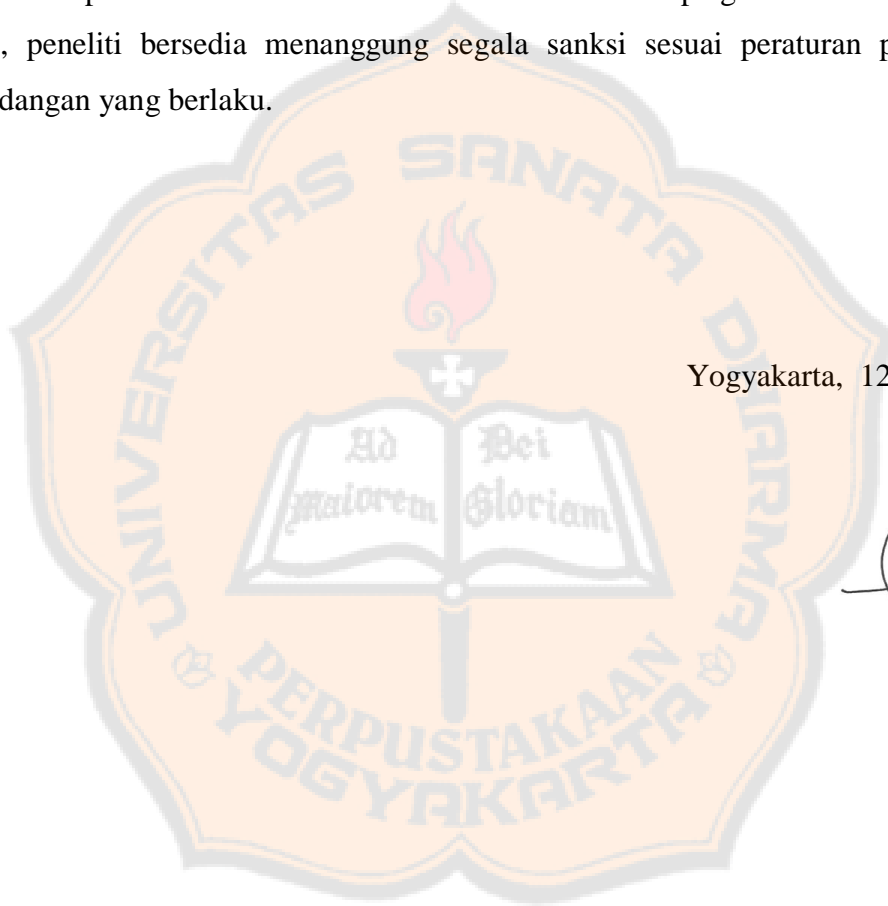 , peneliti bersedia menanggung segala sanksi sesuai peraturan p
dangan yang berlaku.
UNIVERSITAS SANATA DHARMA
Yogyakarta, 12
Ad Dei
maiorem Gloriam
PERPUSTAKAAN
YOGYAKARTA